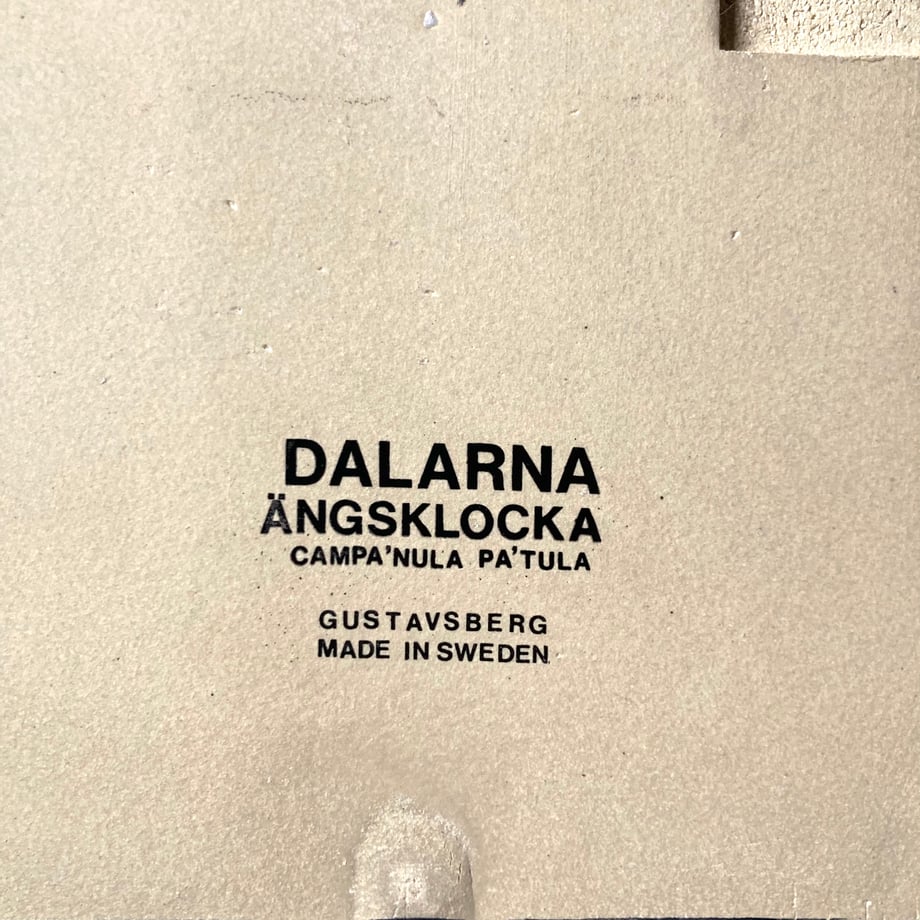 DALARNA
ÄNGSKLOCKA
CAMPA'NULA PA'TULA
GUSTAVSBERG
MADE IN SWEDEN